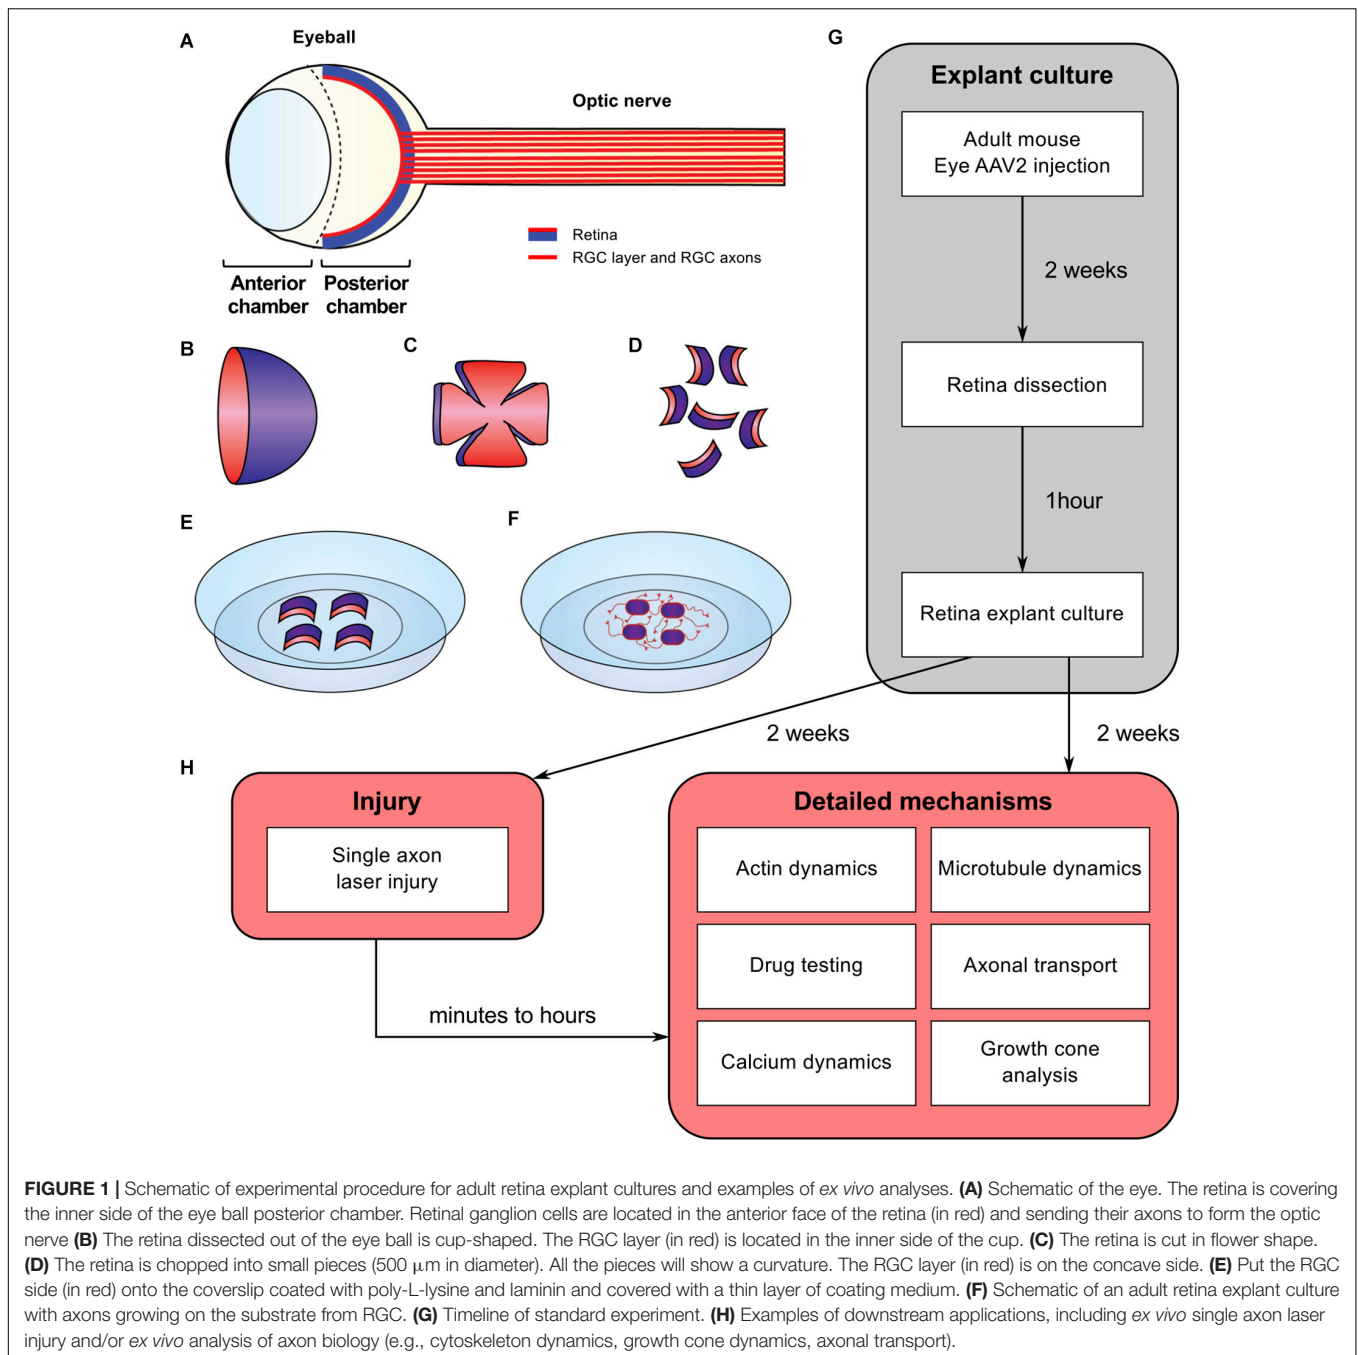 A
Eyeball
Optic nerve
Retina
RGC layer and RGC axons
Anterior
chamber
Posterior
chamber
B
C
D
E
F
G
Explant culture
Adult mouse
Eye AAV2 injection
2 weeks
Retina dissection
1hour
Retina explant culture
2 weeks
2 weeks
H
Injury
Single axon
laser injury
minutes to hours
Detailed mechanisms
Actin dynamics
Microtubule dynamics
Drug testing
Axonal transport
Calcium dynamics
Growth cone
analysis
FIGURE 1 | Schematic of experimental procedure for adult retina explant cultures and examples of ex vivo analyses. (A) Schematic of the eye. The retina is covering
the inner side of the eye ball posterior chamber. Retinal ganglion cells are located in the anterior face of the retina (in red) and sending their axons to form the optic
nerve (B) The retina dissected out of the eye ball is cup-shaped. The RGC layer (in red) is located in the inner side of the cup. (C) The retina is cut in flower shape.
(D) The retina is chopped into small pieces (500 μm in diameter). All the pieces will show a curvature. The RGC layer (in red) is on the concave side. (E) Put the RGC
side (in red) onto the coverslip coated with poly-L-lysine and laminin and covered with a thin layer of coating medium. (F) Schematic of an adult retina explant culture
with axons growing on the substrate from RGC. (G) Timeline of standard experiment. (H) Examples of downstream applications, including ex vivo single axon laser
injury and/or ex vivo analysis of axon biology (e.g., cytoskeleton dynamics, growth cone dynamics, axonal transport).